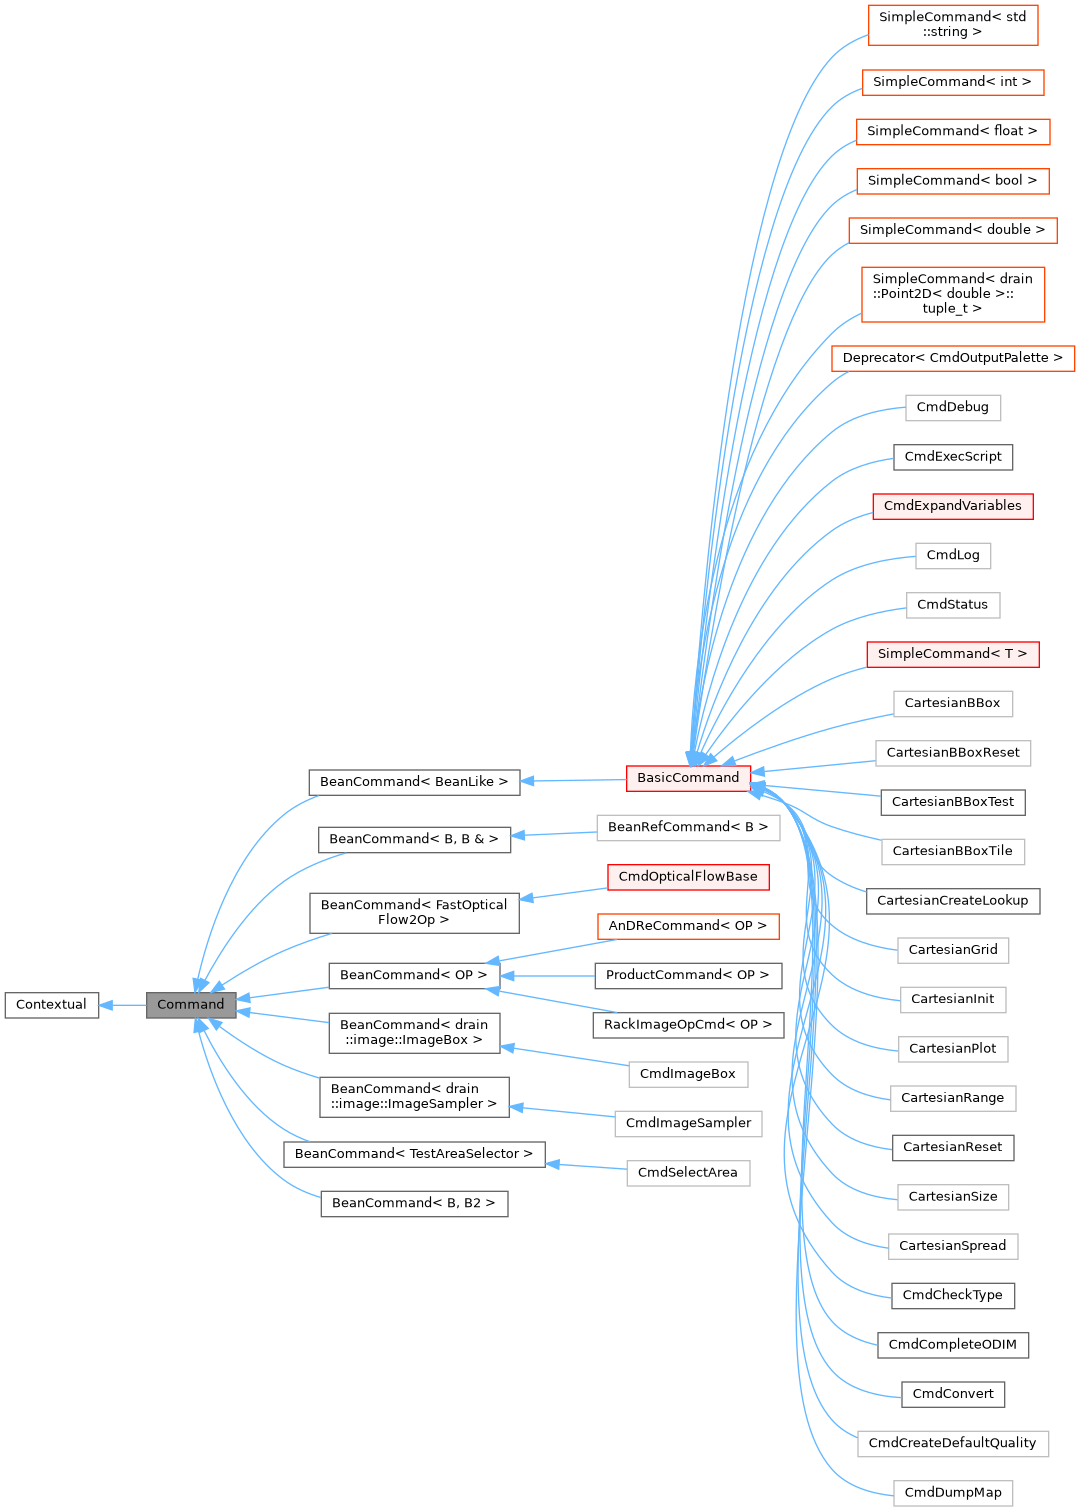 SimpleCommand< std
::string >
SimpleCommand< int >
SimpleCommand< float >
SimpleCommand< bool >
SimpleCommand< double >
SimpleCommand< drain
::Point2D< double >::
tuple_t >
Deprecator< CmdOutputPalette >
CmdDebug
CmdExecScript
CmdExpandVariables
CmdLog
CmdStatus
SimpleCommand< T >
CartesianBBox
CartesianBBoxReset
CartesianBBoxTest
CartesianBBoxTile
CartesianCreateLookup
CartesianGrid
CartesianInit
CartesianPlot
CartesianRange
CartesianReset
CartesianSize
CartesianSpread
CmdCheckType
CmdCompleteODIM
CmdConvert
CmdCreateDefaultQuality
CmdDumpMap
BasicCommand
BeanRefCommand< B >
CmdOpticalFlowBase
AnDReCommand< OP >
ProductCommand< OP >
RackImageOpCmd< OP >
CmdImageBox
CmdImageSampler
CmdSelectArea
BeanCommand< BeanLike >
BeanCommand< B, B & >
BeanCommand< FastOptical
Flow2Op >
BeanCommand< OP >
BeanCommand< drain
::image::ImageBox >
BeanCommand< drain
::image::ImageSampler >
BeanCommand< TestAreaSelector >
BeanCommand< B, B2 >
Command
Contextual